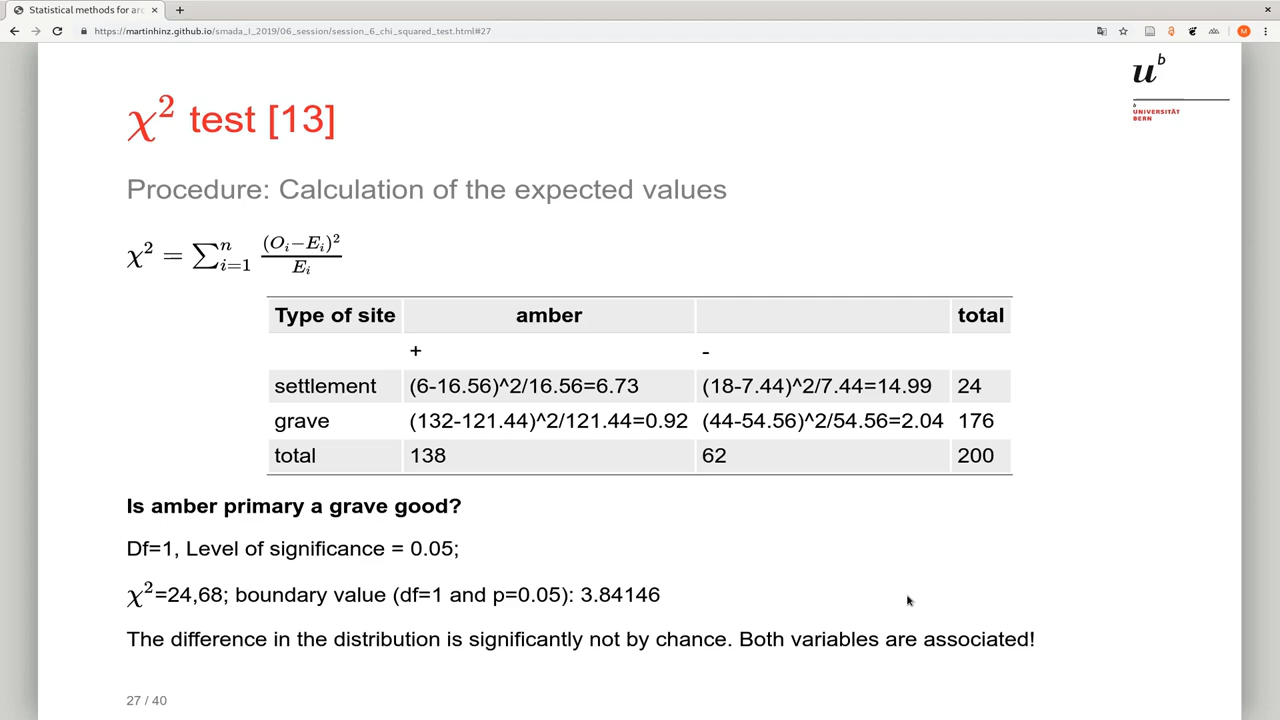 Statistical methods for arc
https://martinhinz.github.io/smada_I_2019/06_session/session_6_chi_squared_test.html#27
M
u^b
b
UNIVERSITÄT
BERN
χ² test [13]
Procedure: Calculation of the expected values
χ² = ∑ⁿᵢ₌₁ (Oᵢ−Eᵢ)²/Eᵢ
Type of site amber total
+ -
settlement (6-16.56)^2/16.56=6.73 (18-7.44)^2/7.44=14.99 24
grave (132-121.44)^2/121.44=0.92 (44-54.56)^2/54.56=2.04 176
total 138 62 200
Is amber primary a grave good?
Df=1, Level of significance = 0.05;
χ²=24,68; boundary value (df=1 and p=0.05): 3.84146
The difference in the distribution is significantly not by chance. Both variables are associated!
27 / 40